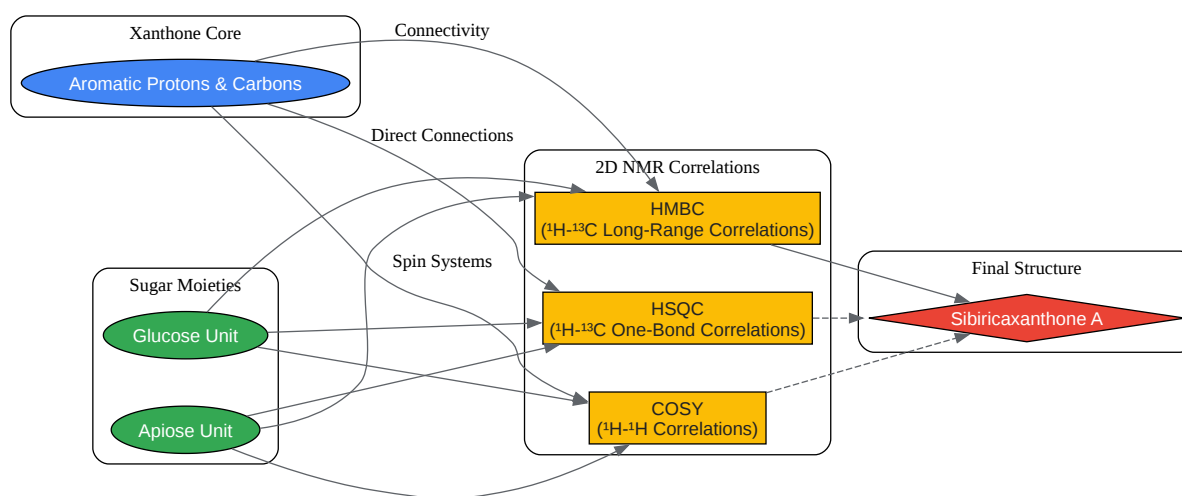 Xanthone Core
Aromatic Protons & Carbons
Connectivity
Direct Connections
Spin Systems
Sugar Moieties
Glucose Unit
Apiose Unit
2D NMR Correlations
HMBC
(¹H-¹³C Long-Range Correlations)
HSQC
(¹H-¹³C One-Bond Correlations)
COSY
(¹H-¹H Correlations)
Final Structure
Sibiricaxanthone A